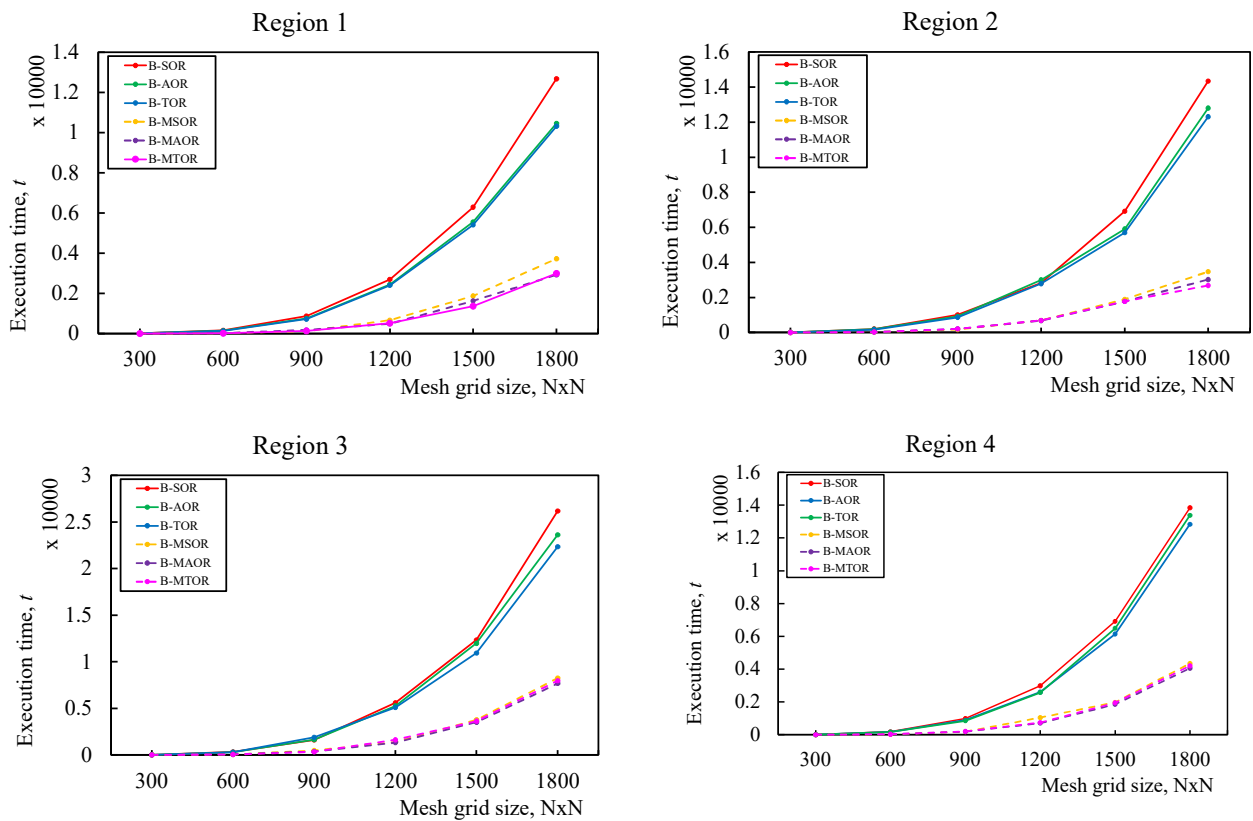 Region 1
x 10000
Execution time, t
1.4
1.2
1
0.8
0.6
0.4
0.2
0
B-SOR
B-AOR
B-TOR
B-MSOR
B-MAOR
B-MTOR
300 600 900 1200 1500 1800
Mesh grid size, NxN
Region 2
x 10000
Execution time, t
1.6
1.4
1.2
1
0.8
0.6
0.4
0.2
0
B-SOR
B-AOR
B-TOR
B-MSOR
B-MAOR
B-MTOR
300 600 900 1200 1500 1800
Mesh grid size, NxN
Region 3
x 10000
Execution time, t
3
2.5
2
1.5
1
0.5
0
B-SOR
B-AOR
B-TOR
B-MSOR
B-MAOR
B-MTOR
300 600 900 1200 1500 1800
Mesh grid size, NxN
Region 4
x 10000
Execution time, t
1.6
1.4
1.2
1
0.8
0.6
0.4
0.2
0
B-SOR
B-AOR
B-TOR
B-MSOR
B-MAOR
B-MTOR
300 600 900 1200 1500 1800
Mesh grid size, NxN